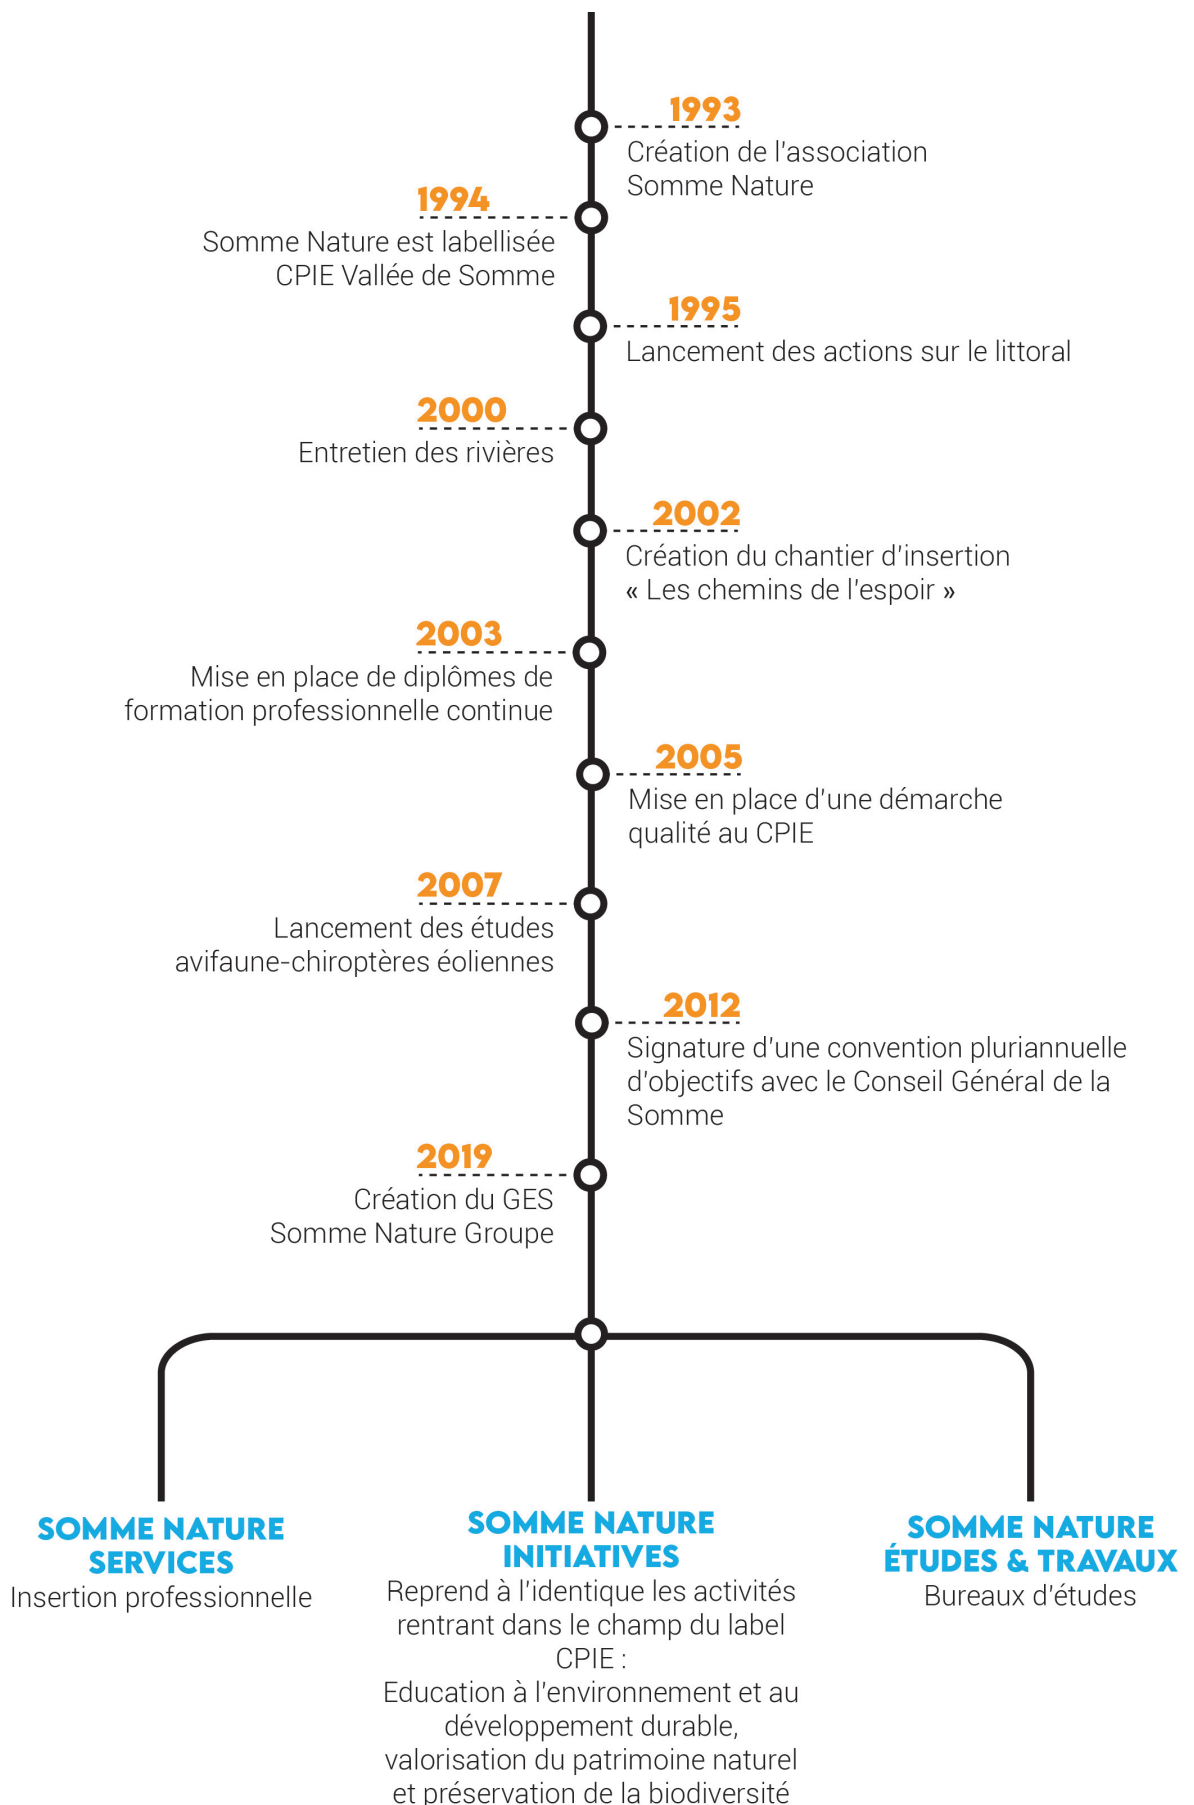 1993
Création de l'association
Somme Nature
1994
Somme Nature est labellisée
CPIE Vallée de Somme
1995
Lancement des actions sur le littoral
2000
Entretien des rivières
2002
Création du chantier d'insertion
« Les chemins de l'espoir »
2003
Mise en place de diplômes de
formation professionnelle continue
2005
Mise en place d'une démarche
qualité au CPIE
2007
Lancement des études
avifaune-chiroptères éoliennes
2012
Signature d'une convention pluriannuelle
d'objectifs avec le Conseil Général de la
Somme
2019
Création du GES
Somme Nature Groupe
SOMME NATURE
SERVICES
Insertion professionnelle
SOMME NATURE
INITIATIVES
Reprend à l'identique les activités
rentrant dans le champ du label
CPIE :
Education à l'environnement et au
développement durable,
valorisation du patrimoine naturel
et préservation de la biodiversité
SOMME NATURE
ÉTUDES & TRAVAUX
Bureaux d'études